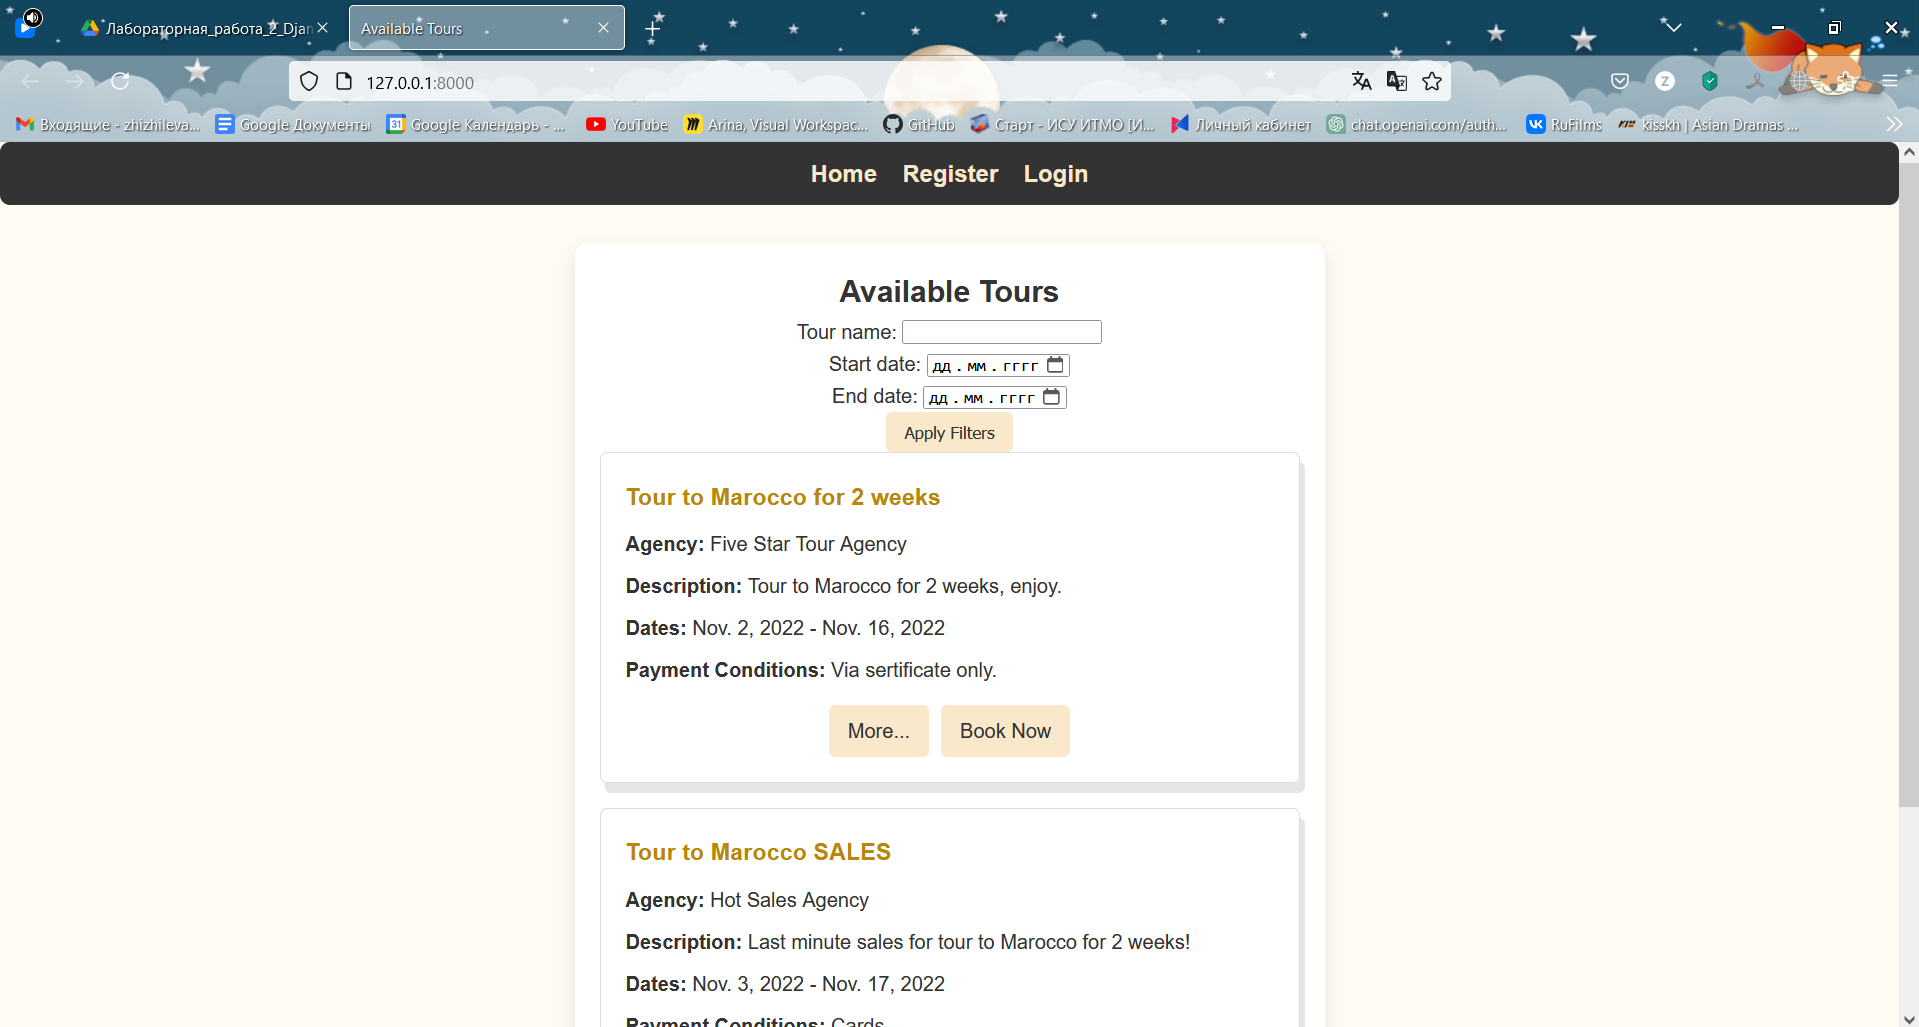 Лабораторная_работа_2_Djan
Available Tours
127.0.0.1:8000
Входящие - zhizhileva...
Google Документы
31
Google Календарь - ...
YouTube
Arina, Visual Workspac...
GitHub
Старт - ИСУ ИТМО [И...
Личный кабинет
chat.openai.com/auth...
RuFilms
kisskh | Asian Dramas ...
Z
Home Register Login
Available Tours
Tour name:
Start date: дд.мм.гггг
End date: дд.мм.гггг
Apply Filters
Tour to Marocco for 2 weeks
Agency: Five Star Tour Agency
Description: Tour to Marocco for 2 weeks, enjoy.
Dates: Nov. 2, 2022 - Nov. 16, 2022
Payment Conditions: Via sertificate only.
More... Book Now
Tour to Marocco SALES
Agency: Hot Sales Agency
Description: Last minute sales for tour to Marocco for 2 weeks!
Dates: Nov. 3, 2022 - Nov. 17, 2022
Payment Conditions: Cards